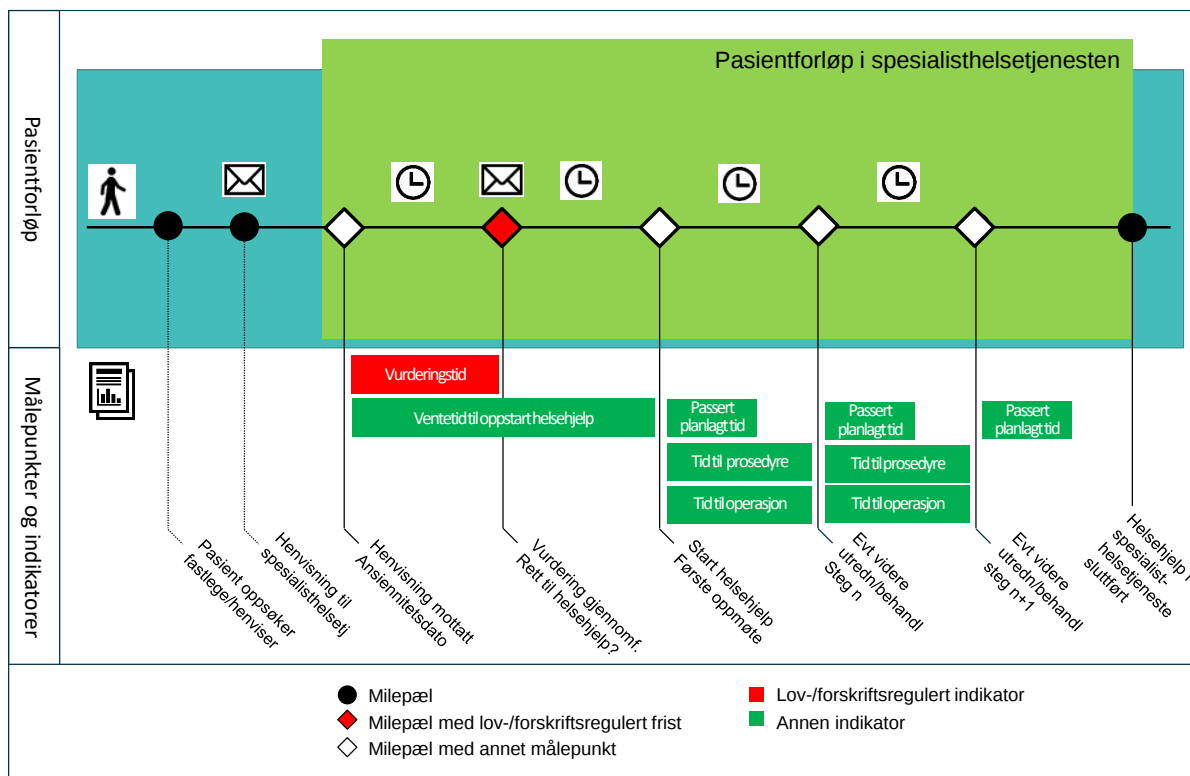 Pasientforløp i spesialisthelsetjenesten
Pasientforløp
Målepunkter og indikatorer
Vurderingstid
Ventetid til oppstart helsehjelp
Passert
planlagt tid
Tid til prosedyre
Tid til operasjon
Passert
planlagt tid
Tid til prosedyre
Tid til operasjon
Passert
planlagt tid
Pasient oppsøker
fastlege/henviser
Henvisning til
spesialisthelsetj
Henvisning mottatt
Ansiennitetsdato
Vurdering gjennomf.
Rett til helsehjelp?
Start helsehjelp
Første oppmøte
Evt videre
utredn/behandl
Steg n
Evt videre
utredn/behandl
steg n+1
Helsehjelp
spesialist-
helsetjeneste
sluttført
Milepæl
Milepæl med lov-/forskriftsregulert frist
Milepæl med annet målepunkt
Lov-/forskriftsregulert indikator
Annen indikator